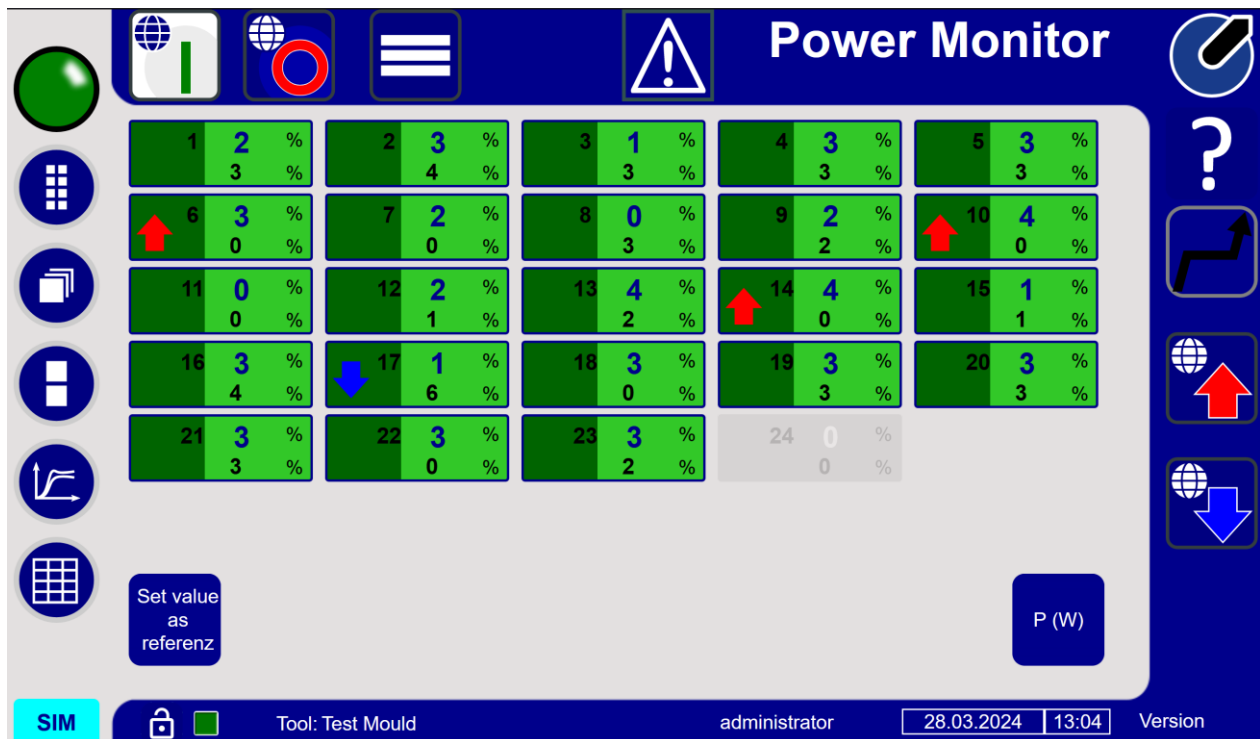 Power Monitor
1 2 % 2 3 % 3 1 % 4 3 % 5 3 %
3 % 4 % 3 % 3 % 3 %
6 3 % 7 2 % 8 0 % 9 2 % 10 4 %
0 % 0 % 3 % 2 % 0 %
11 0 % 12 2 % 13 4 % 14 4 % 15 1 %
0 % 1 % 2 % 0 % 1 %
16 3 % 17 1 % 18 3 % 19 3 % 20 3 %
4 % 6 % 0 % 3 % 3 %
21 3 % 22 3 % 23 3 % 24 0 %
3 % 0 % 2 % 0 %
Set value
as
referenz
P (W)
SIM Tool: Test Mould administrator 28.03.2024 13:04 Version